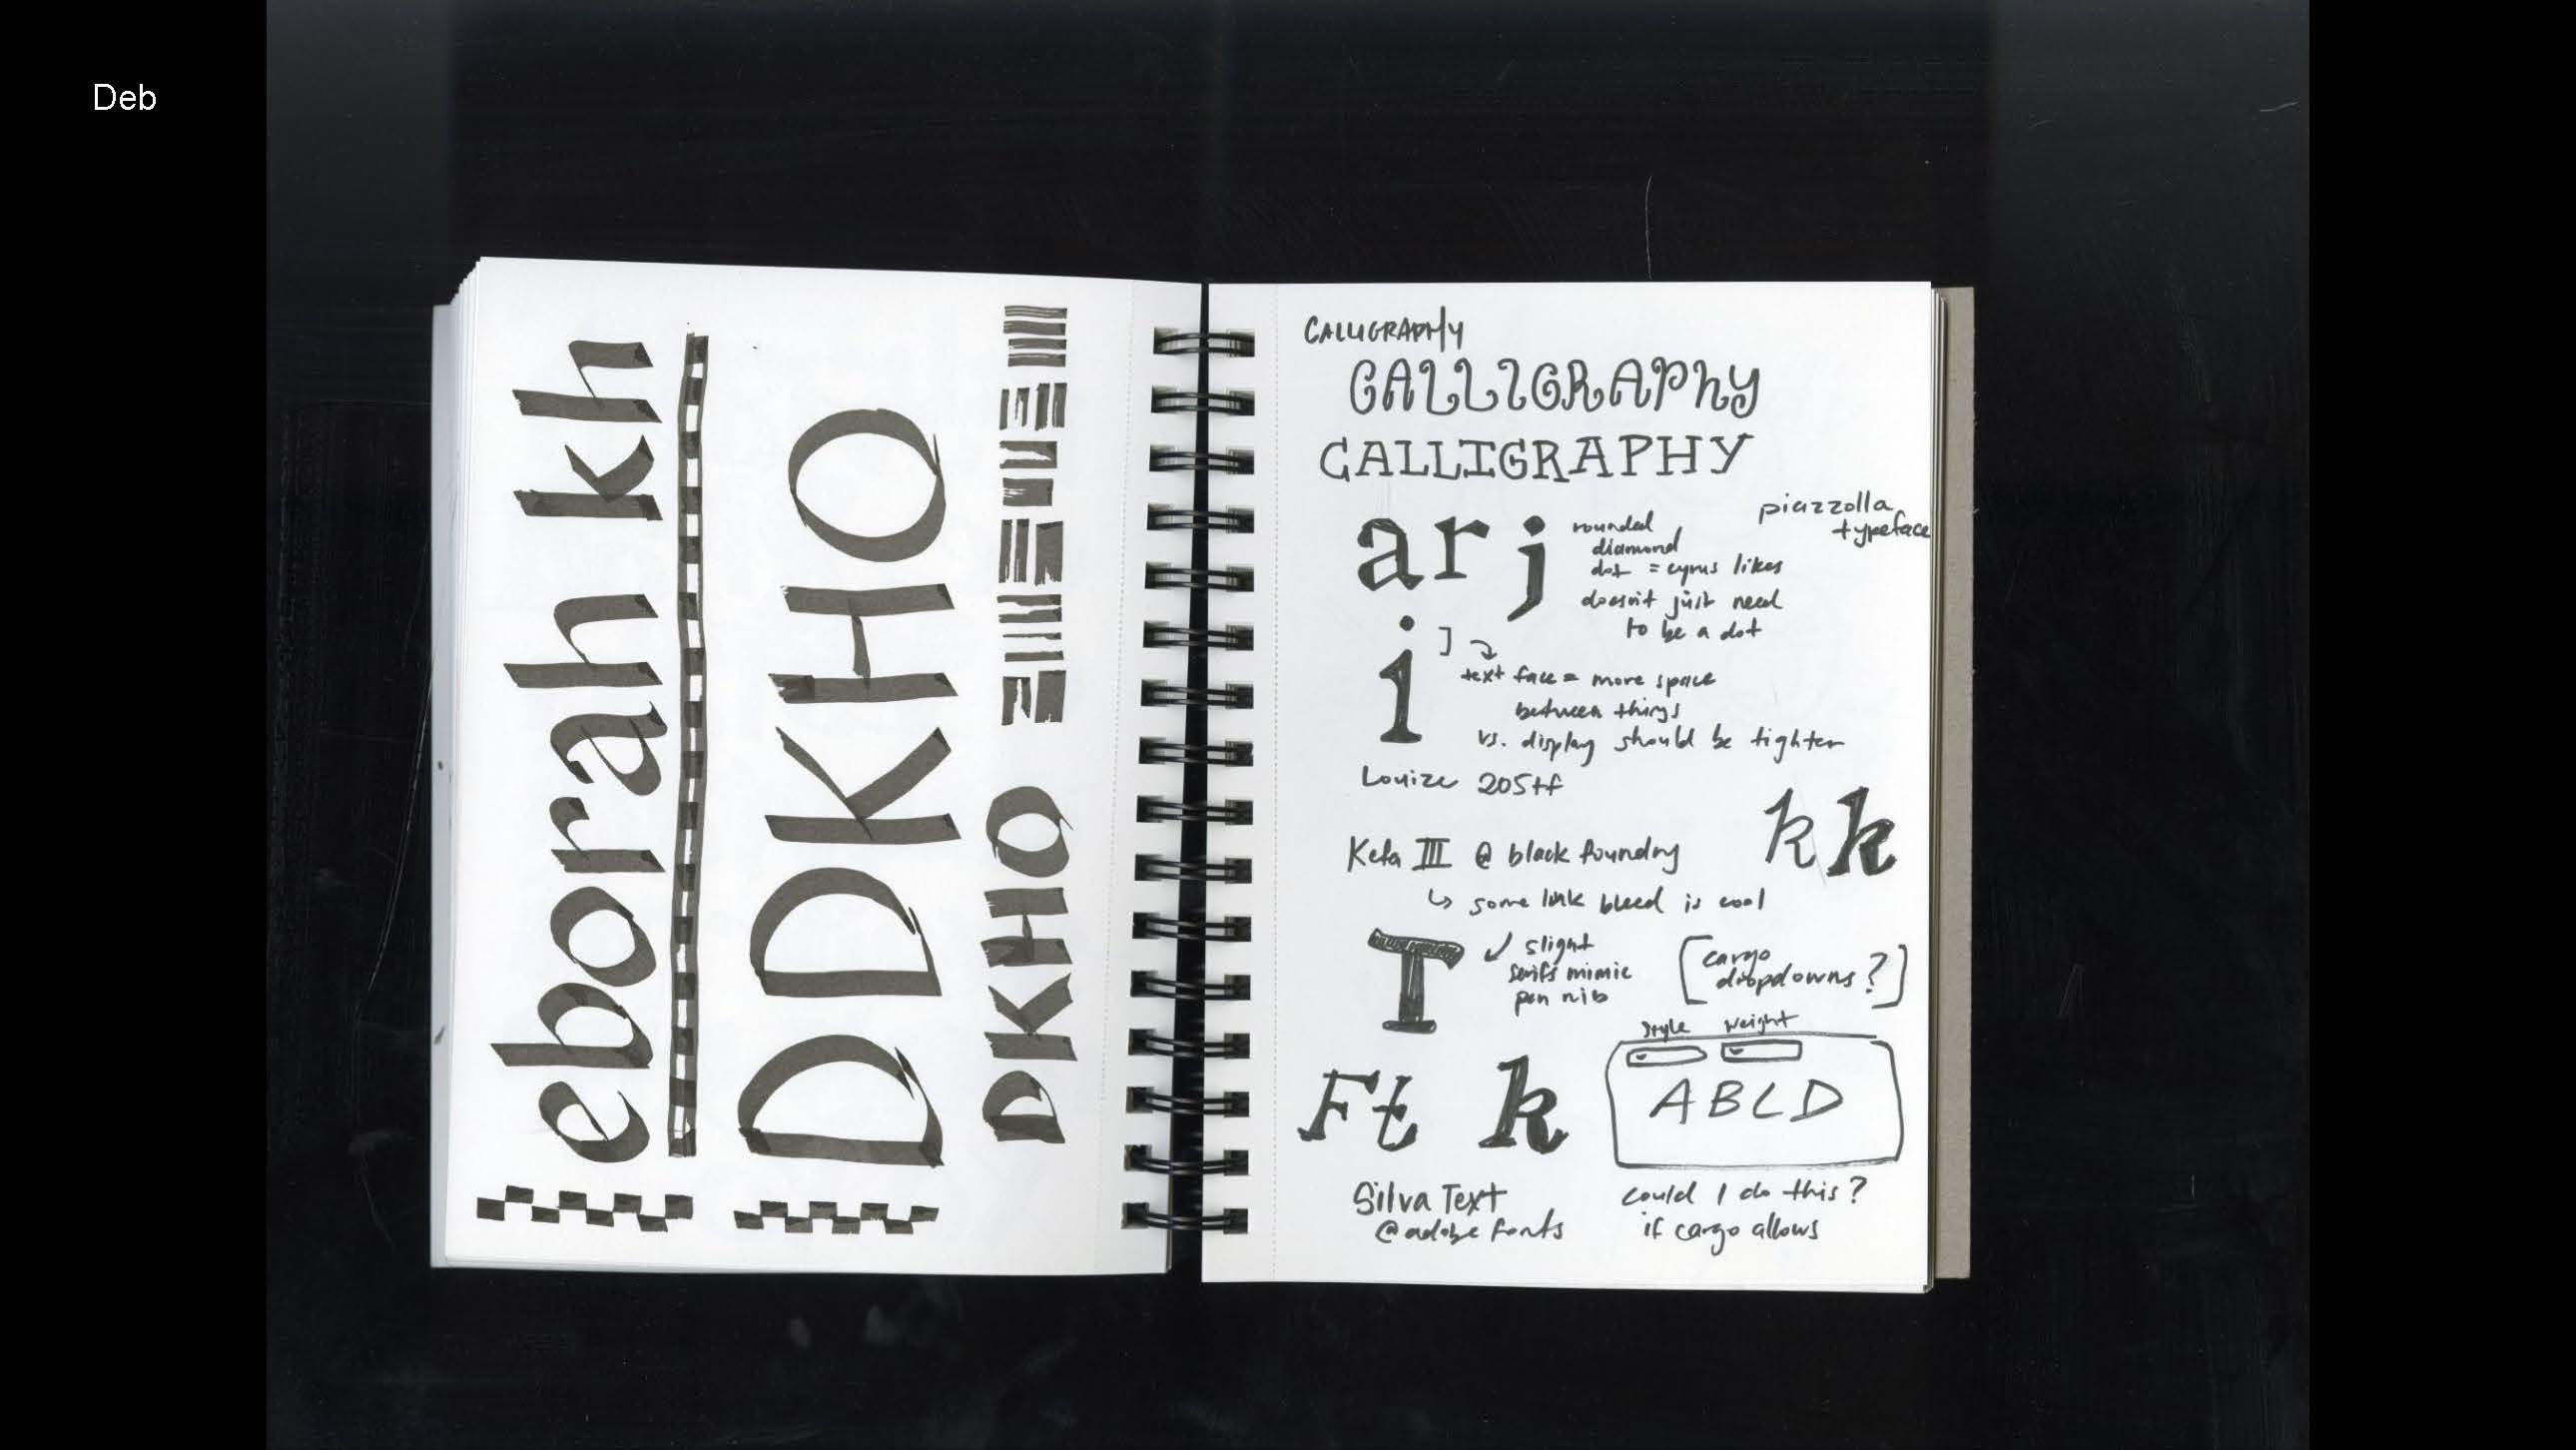 Deb
eborah kh
DDKHO
DKHO
CALLIGRAPHY
CALLIGRAPhy
CALLIGRAPHY
piazzolla
typeface
a r j
rounded
diamond
dot = cyrus likes
doesn't just need
to be a dot
i
text face = more space
between things
vs. display should be tighter
Louize 205tf
k k
Kefa III @ black foundry
↳ some ink bleed is cool
T
slight
serifs mimic
pen nib
[cargo
dropdowns?]
Style Weight
ABCD
Ft k
Silva Text
@adobe fonts
could I do this?
if cargo allows